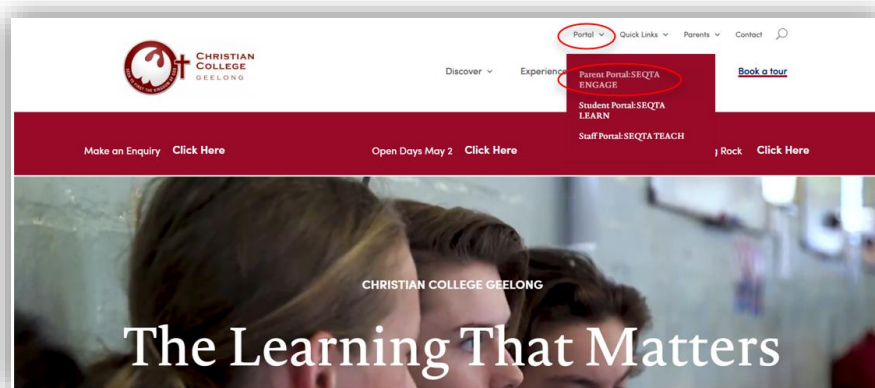 Portal Quick Links Parents Contact
CHRISTIAN
COLLEGE
GEELONG
Discover Experience Book a tour
Parent Portal:SEQTA
ENGAGE
Student Portal:SEQTA
LEARN
Staff Portal:SEQTA TEACH
Make an Enquiry Click Here Open Days May 2 Click Here g Rock Click Here
CHRISTIAN COLLEGE GEELONG
The Learning That Matters